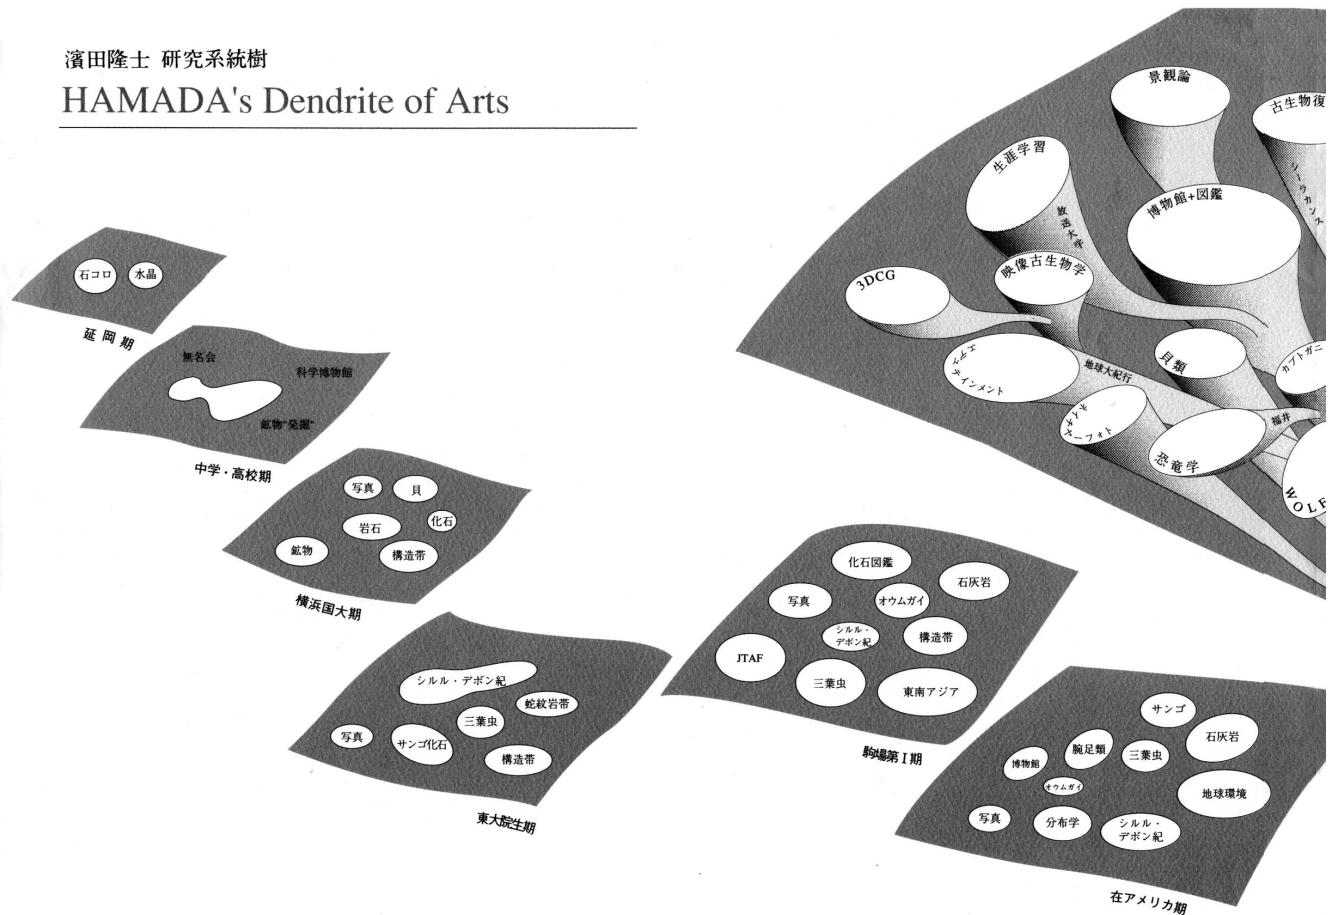 濱田隆士 研究系統樹
HAMADA's Dendrite of Arts
石コロ
水晶
延岡期
無名会
科学博物館
鉱物"発掘"
中学・高校期
写真
貝
岩石
化石
鉱物
構造帯
横浜国大期
シルル・デボン紀
蛇紋岩帯
三葉虫
写真
サンゴ化石
構造帯
東大院生期
化石図鑑
石灰岩
写真
オウムガイ
シルル・
デボン紀
構造帯
JTAF
三葉虫
東南アジア
駒場第Ⅰ期
サンゴ
石灰岩
腕足類
三葉虫
博物館
オウムガイ
地球環境
写真
分布学
シルル・
デボン紀
在アメリカ期
景観論
古生物復
シーラカンス
生涯学習
放送大学
博物館+図鑑
映像古生物学
3DCG
エデュテインメント
地球大紀行
貝類
カブトガニ
ネイチャーフォト
恐竜学
福井
WOLF